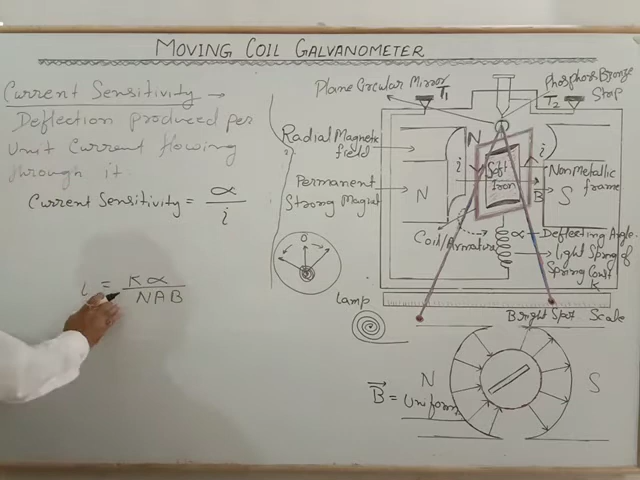 MOVING COIL GALVANOMETER
Current Sensitivity →
Deflection produced per
Unit Current flowing
through it.
Current Sensitivity = α / i
i = Kα / NAB
Plane Circular Mirror
T1
Phosphor Bronze
Strop
T2
Radial Magnetic
field
N
Permanent
Strong Magnet
N
i
Soft
Iron
i
B
S
Non Metallic
frame
Coil/Armature
α = Deflecting Angle.
Light Spring of
Spring Const
K
0
Lamp
Bright Spot
Scale
N
S
B = Uniform